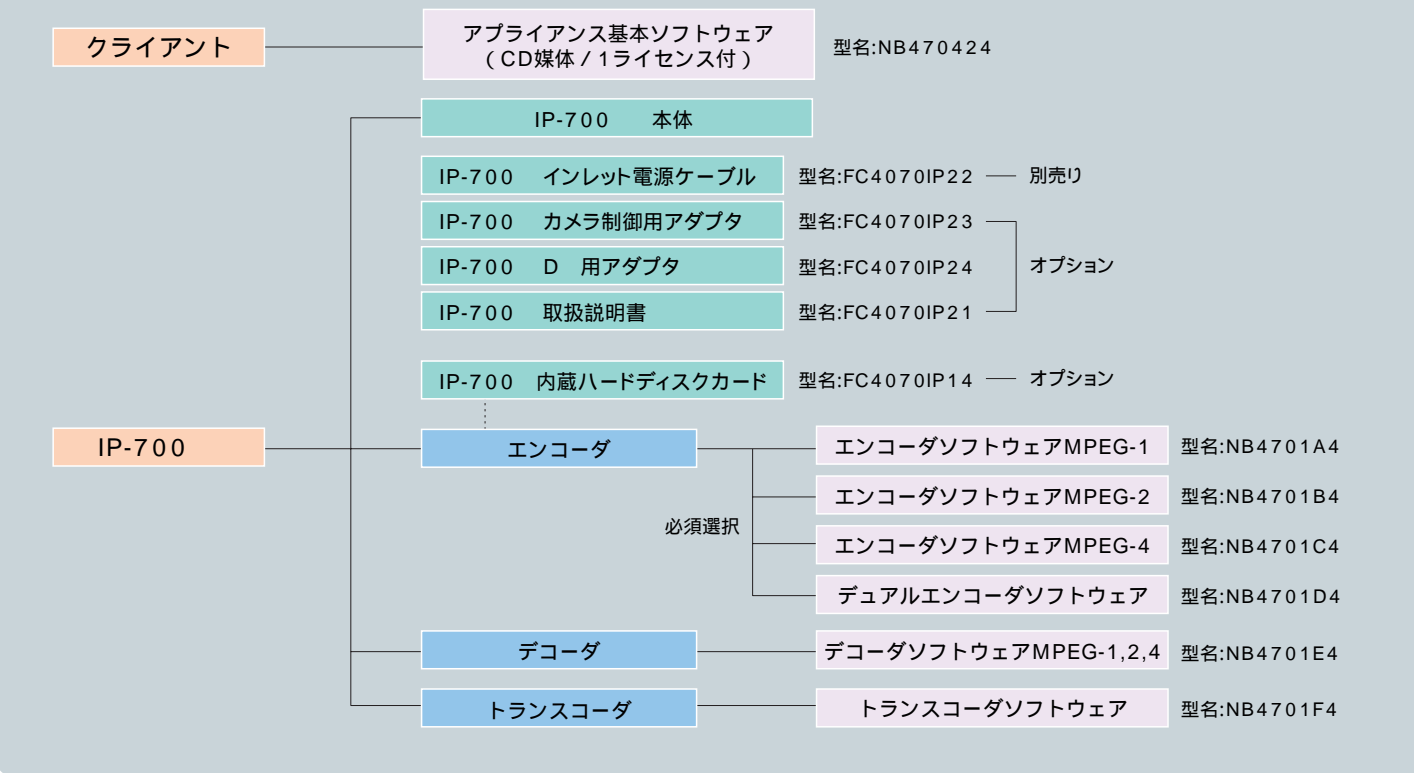 クライアント
アプライアンス基本ソフトウェア
(CD媒体/1ライセンス付)
型名:NB470424
IP-700 本体
IP-700 インレット電源ケーブル 型名:FC4070IP22 別売り
IP-700 カメラ制御用アダプタ 型名:FC4070IP23
IP-700 D 用アダプタ 型名:FC4070IP24 オプション
IP-700 取扱説明書 型名:FC4070IP21
IP-700 内蔵ハードディスクカード 型名:FC4070IP14 オプション
IP-700
エンコーダ
エンコーダソフトウェアMPEG-1 型名:NB4701A4
エンコーダソフトウェアMPEG-2 型名:NB4701B4
必須選択
エンコーダソフトウェアMPEG-4 型名:NB4701C4
デュアルエンコーダソフトウェア 型名:NB4701D4
デコーダ デコーダソフトウェアMPEG-1,2,4 型名:NB4701E4
トランスコーダ トランスコーダソフトウェア 型名:NB4701F4